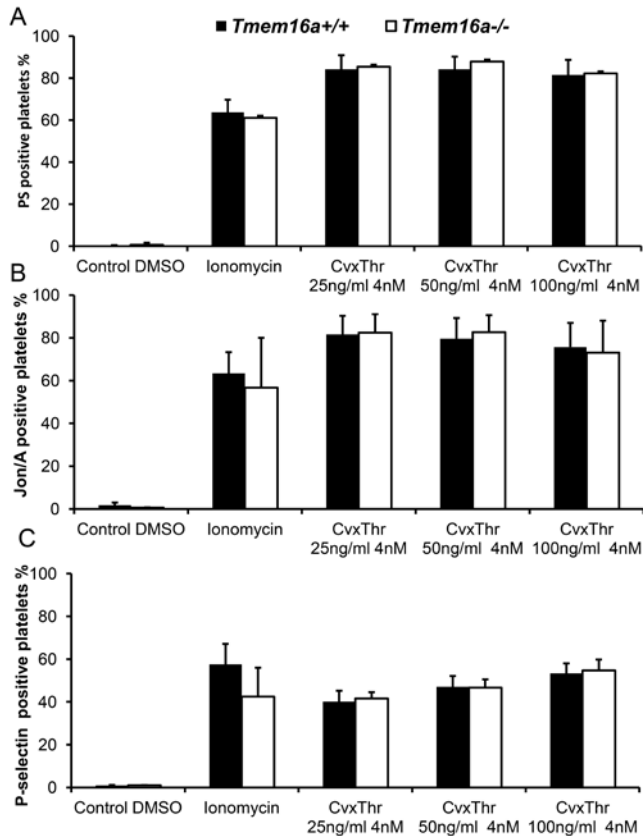 A
Tmem16a+/+ Tmem16a-/-
PS positive platelets %
100
80
60
40
20
0
Control DMSO Ionomycin CvxThr CvxThr CvxThr
25ng/ml 4nM 50ng/ml 4nM 100ng/ml 4nM
B
Jon/A positive platelets %
100
80
60
40
20
0
Control DMSO Ionomycin CvxThr CvxThr CvxThr
25ng/ml 4nM 50ng/ml 4nM 100ng/ml 4nM
C
P-selectin positive platelets %
100
80
60
40
20
0
Control DMSO Ionomycin CvxThr CvxThr CvxThr
25ng/ml 4nM 50ng/ml 4nM 100ng/ml 4nM